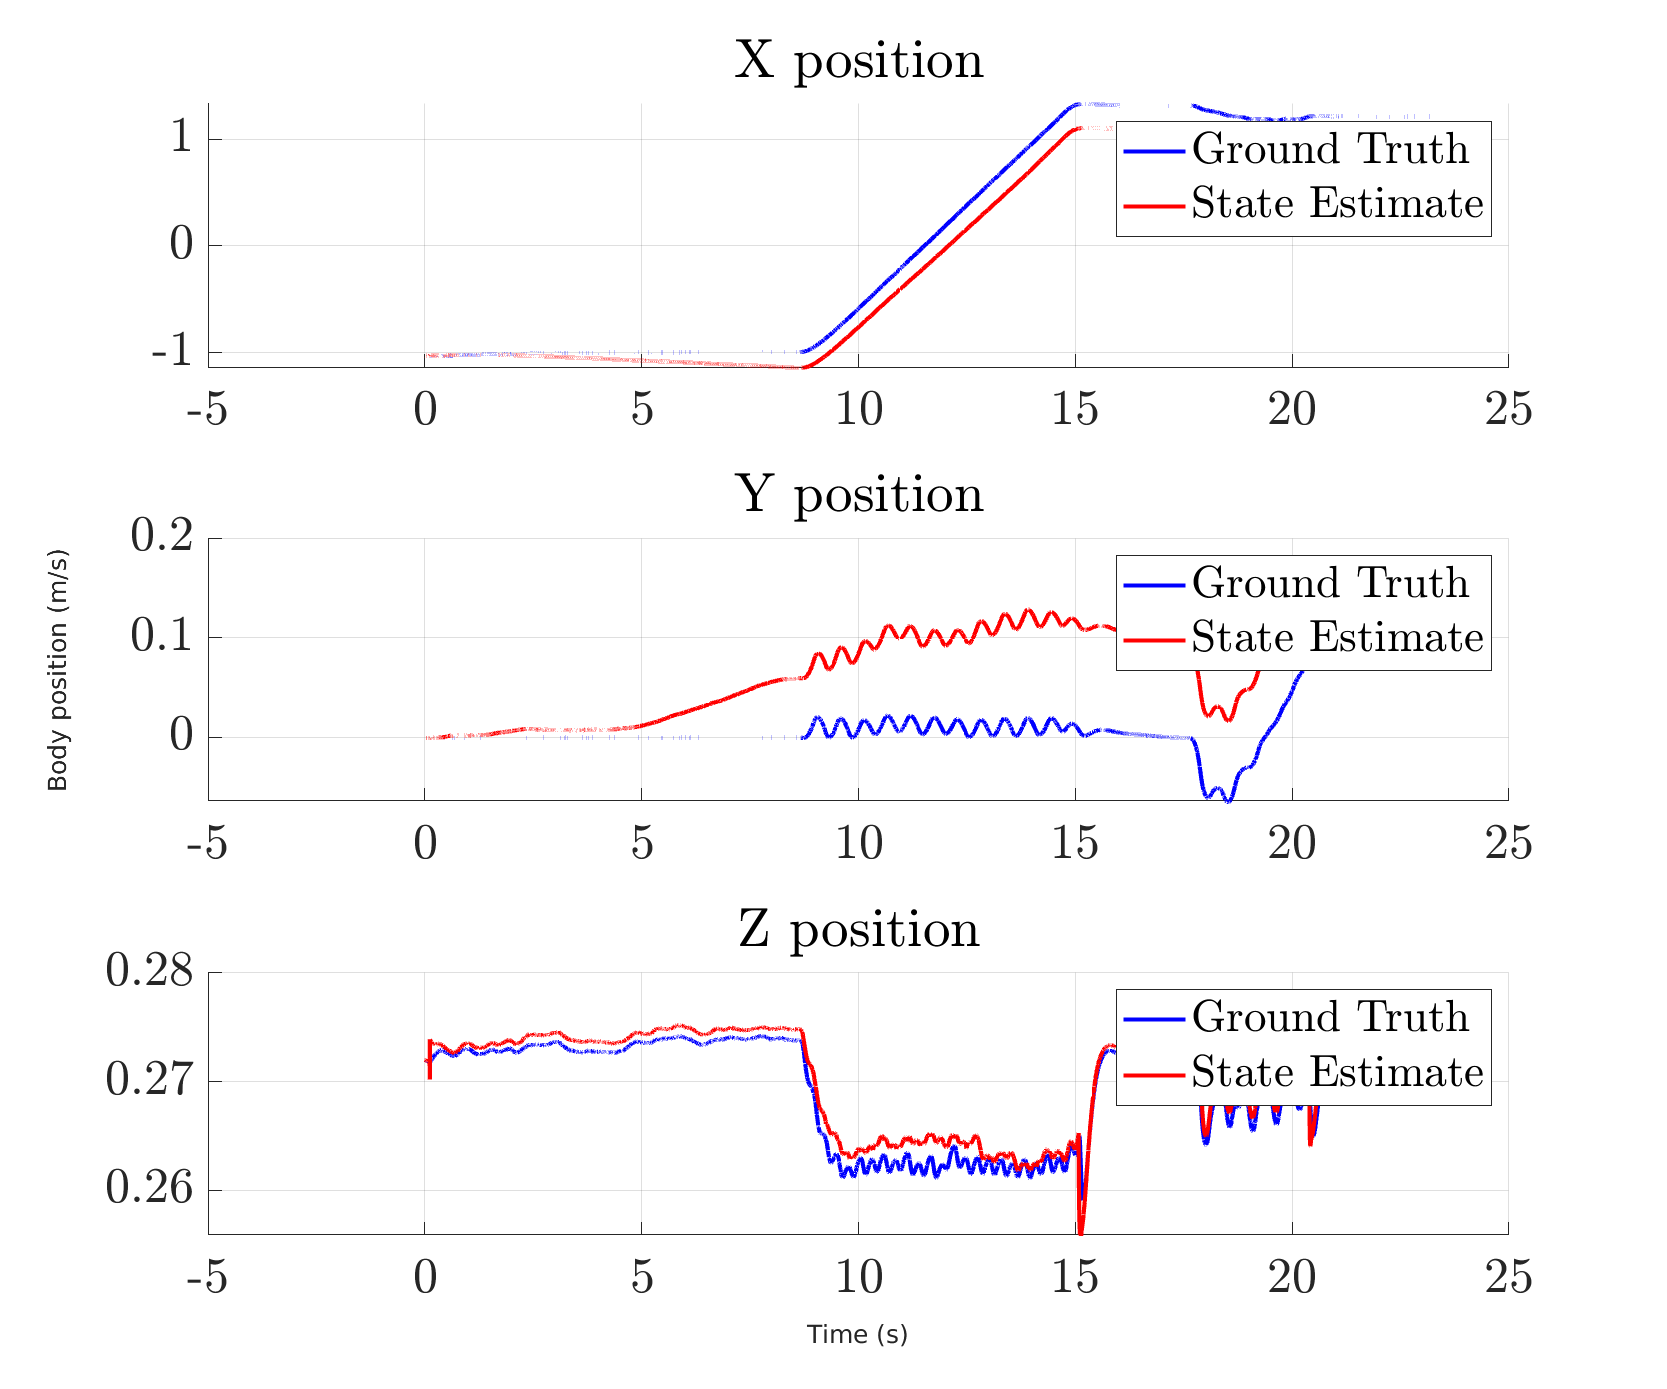 X position
1
0
-1
Ground Truth
State Estimate
-5 0 5 10 15 20 25
Y position
Body position (m/s)
0.2
0.1
0
Ground Truth
State Estimate
-5 0 5 10 15 20 25
Z position
0.28
0.27
0.26
Ground Truth
State Estimate
-5 0 5 10 15 20 25
Time (s)